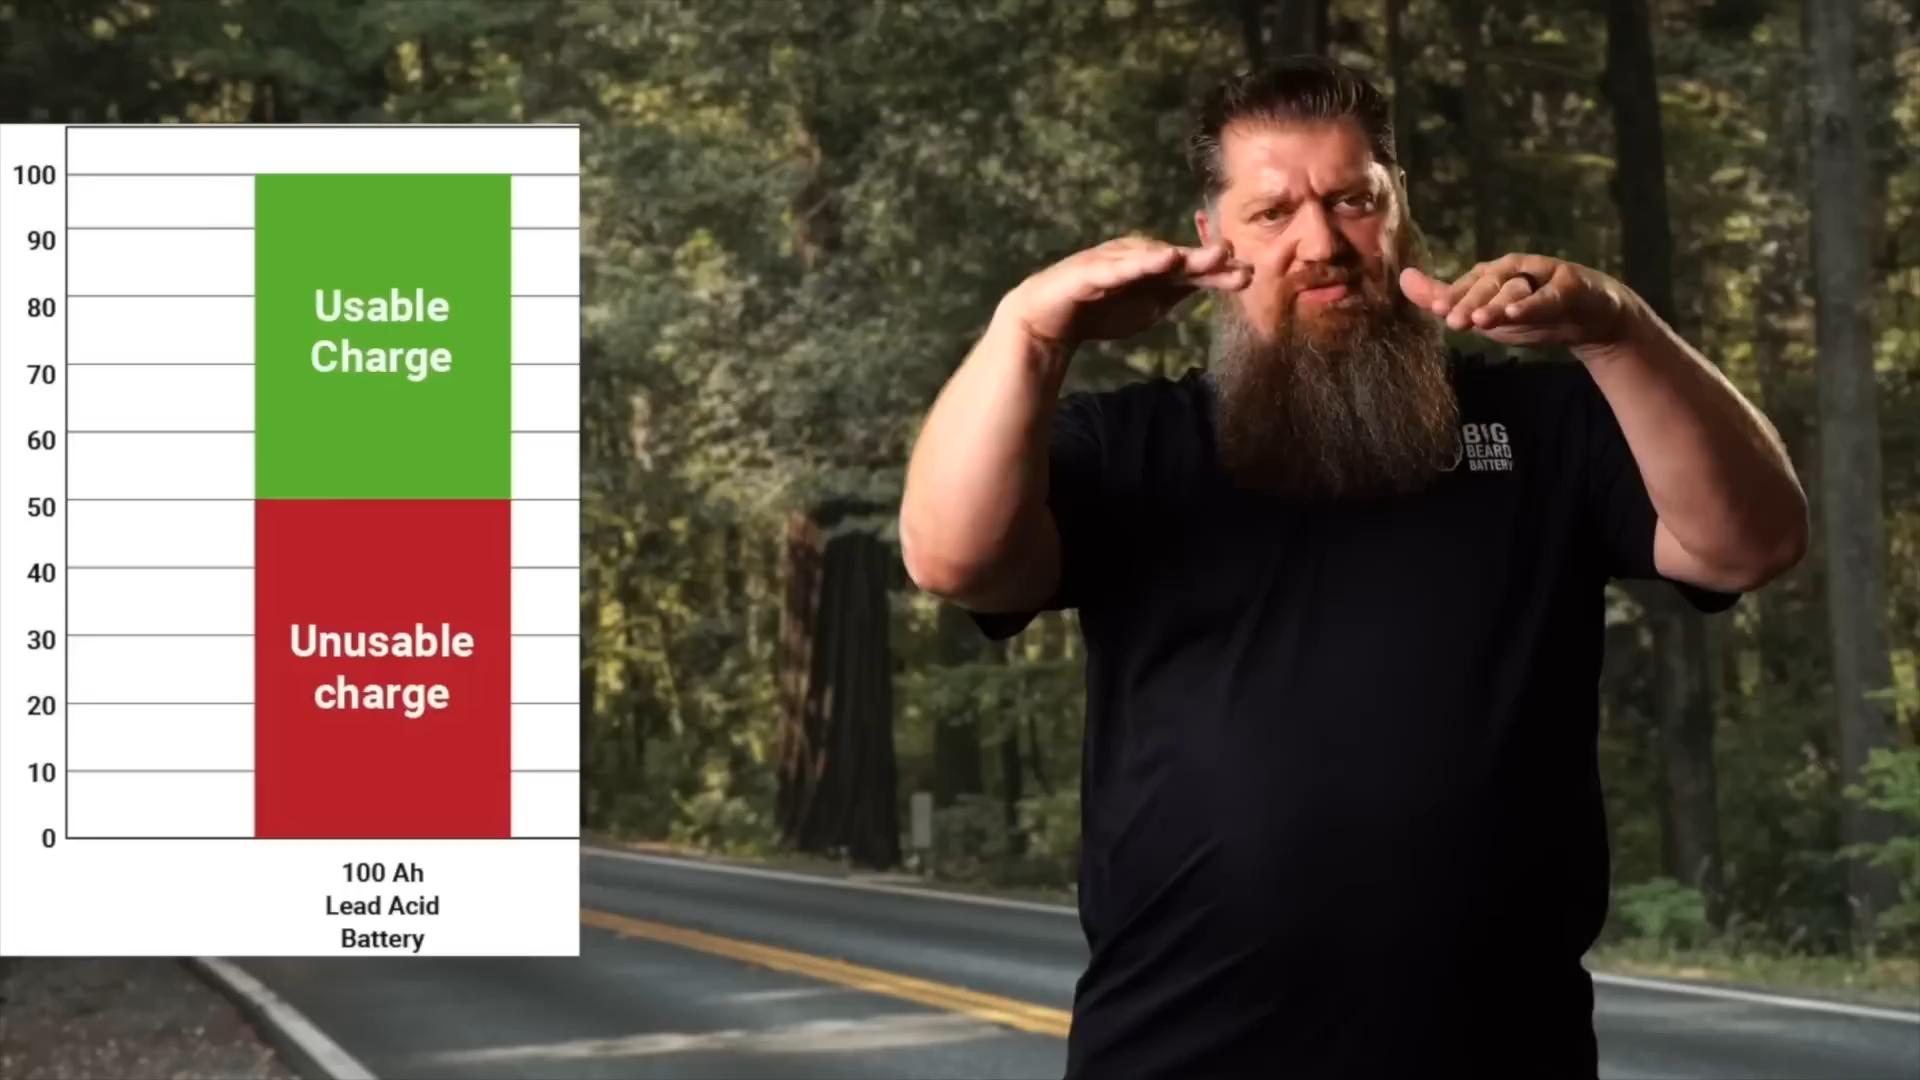 100
90
80
70
60
50
40
30
20
10
0
Usable
Charge
Unusable
charge
100 Ah
Lead Acid
Battery
BIG
BEARD
BATTERY